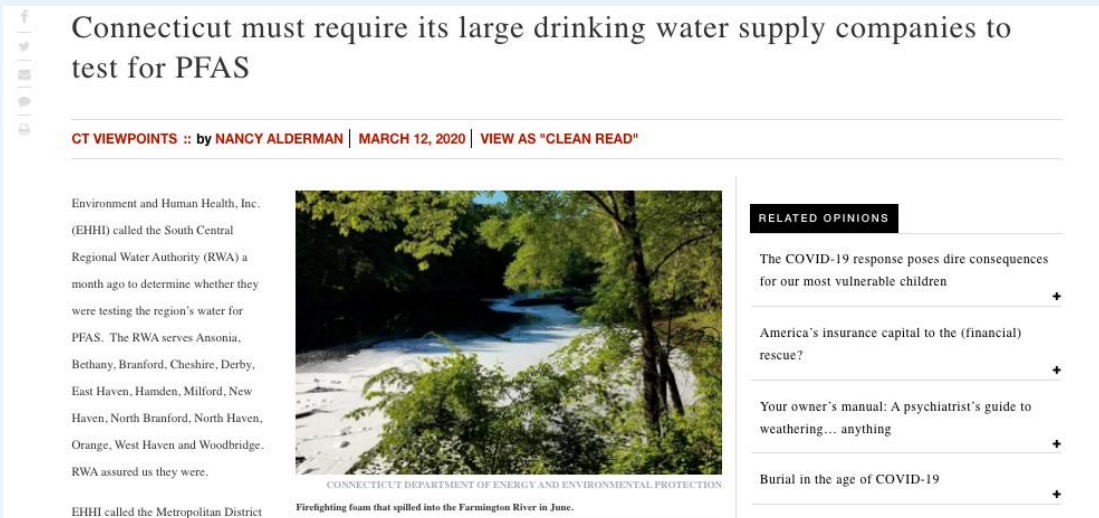 Connecticut must require its large drinking water supply companies to
test for PFAS
CT VIEWPOINTS :: by NANCY ALDERMAN | MARCH 12, 2020 | VIEW AS "CLEAN READ"
Environment and Human Health, Inc.
(EHHI) called the South Central
Regional Water Authority (RWA) a
month ago to determine whether they
were testing the region's water for
PFAS. The RWA serves Ansonia,
Bethany, Branford, Cheshire, Derby,
East Haven, Hamden, Milford, New
Haven, North Branford, North Haven,
Orange, West Haven and Woodbridge.
RWA assured us they were.
EHHI called the Metropolitan District
CONNECTICUT DEPARTMENT OF ENERGY AND ENVIRONMENTAL PROTECTION
Firefighting foam that spilled into the Farmington River in June.
RELATED OPINIONS
The COVID-19 response poses dire consequences
for our most vulnerable children
America's insurance capital to the (financial)
rescue?
Your owner's manual: A psychiatrist's guide to
weathering… anything
Burial in the age of COVID-19